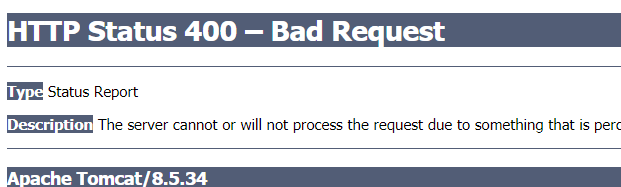 HTTP Status 400 – Bad Request
Type Status Report
Description The server cannot or will not process the request due to something that is perc
Apache Tomcat/8.5.34